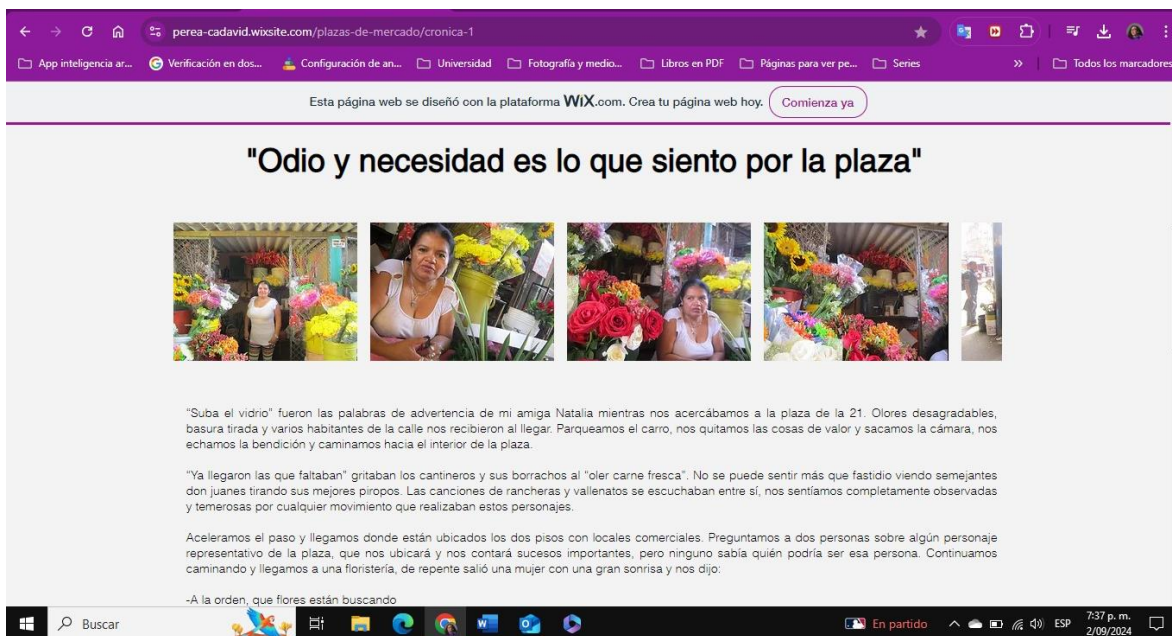 perea-cadavid.wixsite.com/plazas-de-mercado/cronica-1
App inteligencia ar... Verificación en dos... Configuración de an... Universidad Fotografía y medio... Libros en PDF Páginas para ver pe... Series » Todos los marcadores
Esta página web se diseñó con la plataforma WiX.com. Crea tu página web hoy. Comienza ya
"Odio y necesidad es lo que siento por la plaza"
"Suba el vidrio" fueron las palabras de advertencia de mi amiga Natalia mientras nos acercábamos a la plaza de la 21. Olores desagradables,
basura tirada y varios habitantes de la calle nos recibieron al llegar. Parqueamos el carro, nos quitamos las cosas de valor y sacamos la cámara, nos
echamos la bendición y caminamos hacia el interior de la plaza.
"Ya llegaron las que faltaban" gritaban los cantineros y sus borrachos al "oler carne fresca". No se puede sentir más que fastidio viendo semejantes
don juanes tirando sus mejores piropos. Las canciones de rancheras y vallenatos se escuchaban entre sí, nos sentíamos completamente observadas
y temerosas por cualquier movimiento que realizaban estos personajes.
Aceleramos el paso y llegamos donde están ubicados los dos pisos con locales comerciales. Preguntamos a dos personas sobre algún personaje
representativo de la plaza, que nos ubicará y nos contará sucesos importantes, pero ninguno sabía quién podría ser esa persona. Continuamos
caminando y llegamos a una floristería, de repente salió una mujer con una gran sonrisa y nos dijo:
-A la orden, que flores están buscando
Buscar
En partido ESP 7:37 p. m.
2/09/2024